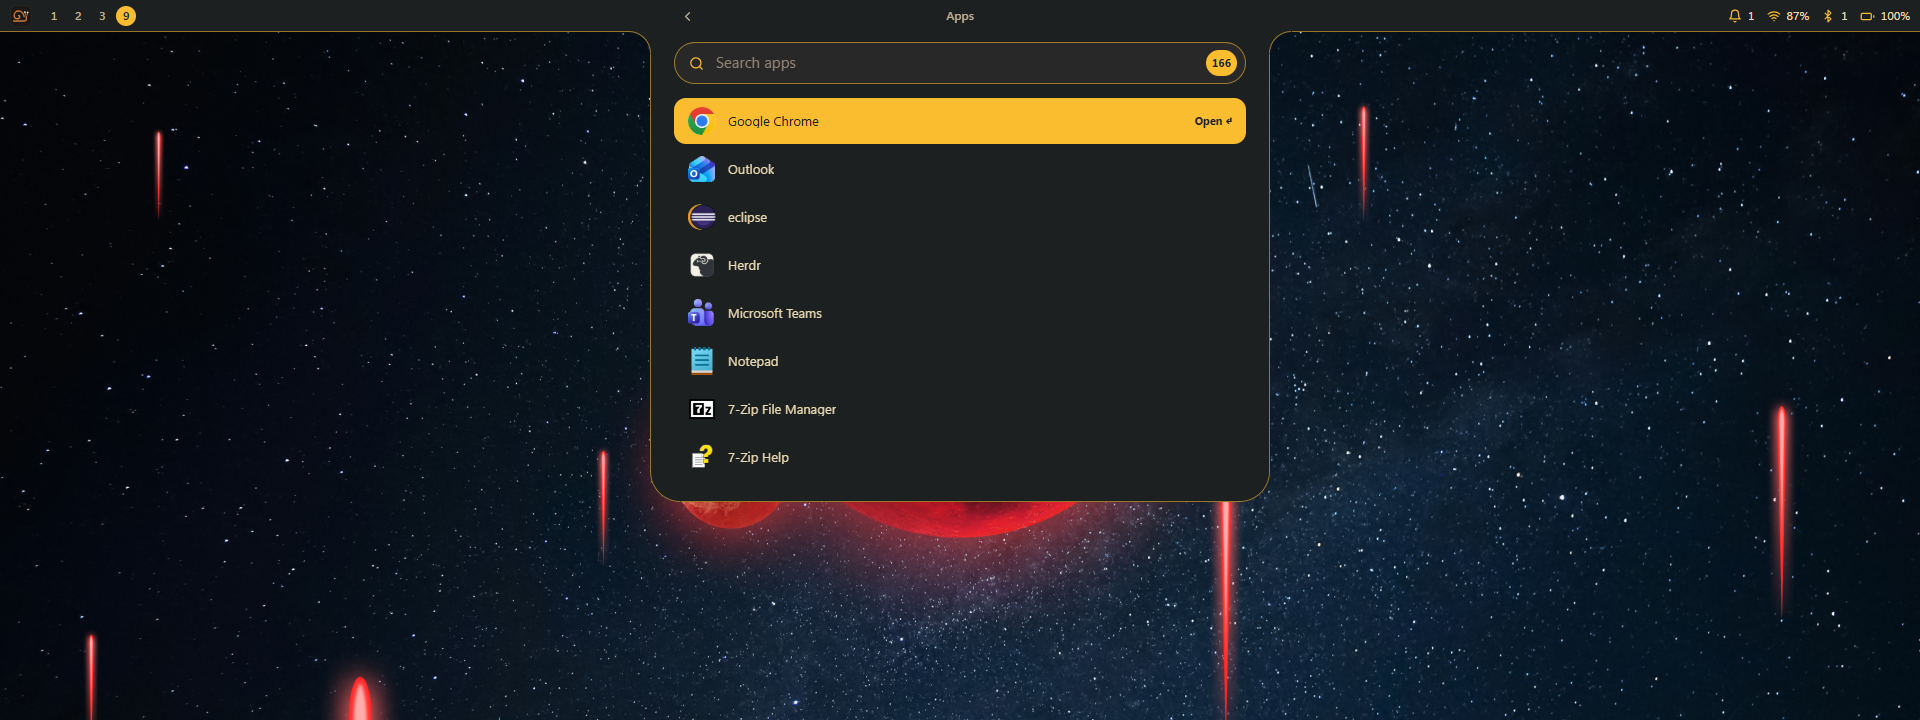 1 2 3 9
Apps
1 87% 1 100%
Search apps
166
Google Chrome
Open ↵
Outlook
eclipse
Herdr
Microsoft Teams
Notepad
7-Zip File Manager
7-Zip Help